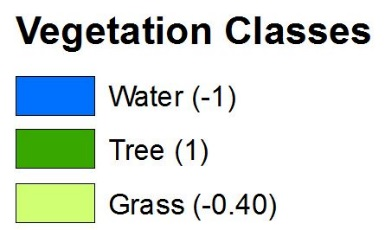 Vegetation Classes
Water (-1)
Tree (1)
Grass (-0.40)